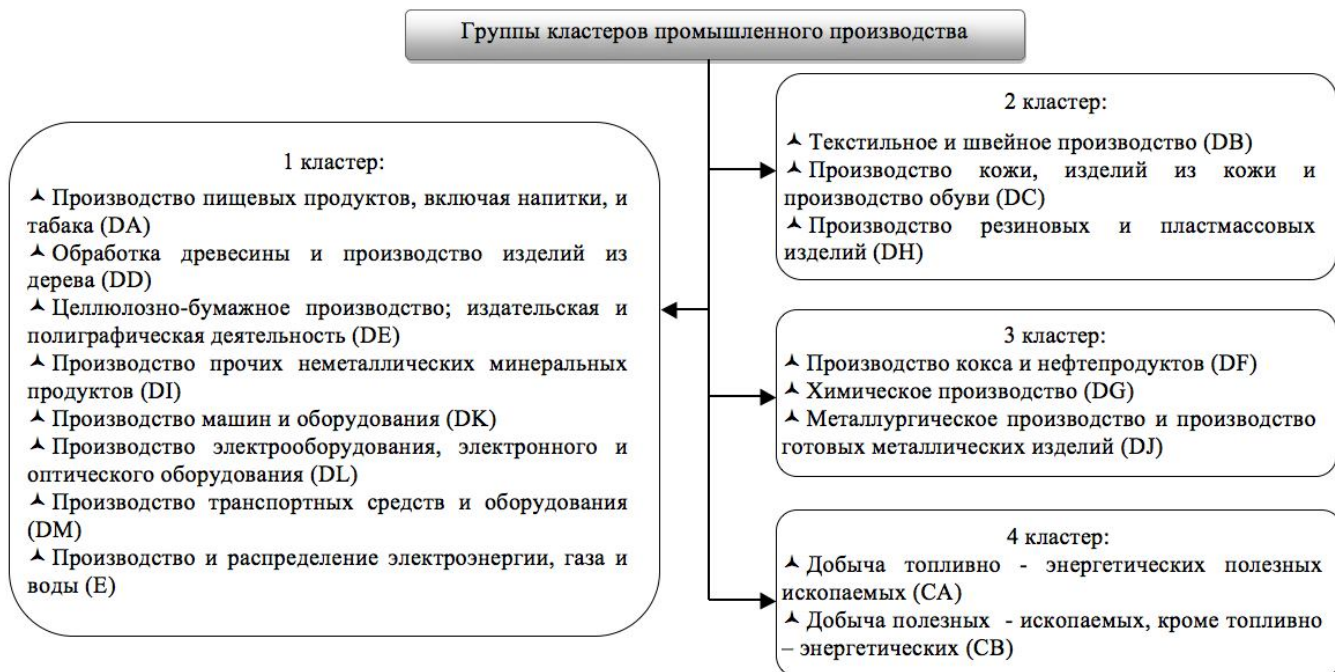 Группы кластеров промышленного производства
1 кластер:
Производство пищевых продуктов, включая напитки, и
табака (DA)
Обработка древесины и производство изделий из
дерева (DD)
Целлюлозно-бумажное производство; издательская и
полиграфическая деятельность (DE)
Производство прочих неметаллических минеральных
продуктов (DI)
Производство машин и оборудования (DK)
Производство электрооборудования, электронного и
оптического оборудования (DL)
Производство транспортных средств и оборудования
(DM)
Производство и распределение электроэнергии, газа и
воды (E)
2 кластер:
Текстильное и швейное производство (DB)
Производство кожи, изделий из кожи и
производство обуви (DC)
Производство резиновых и пластмассовых
изделий (DH)
3 кластер:
Производство кокса и нефтепродуктов (DF)
Химическое производство (DG)
Металлургическое производство и производство
готовых металлических изделий (DJ)
4 кластер:
Добыча топливно - энергетических полезных
ископаемых (CA)
Добыча полезных - ископаемых, кроме топливно
– энергетических (CB)